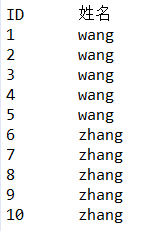 ID 姓名
1 wang
2 wang
3 wang
4 wang
5 wang
6 zhang
7 zhang
8 zhang
9 zhang
10 zhang